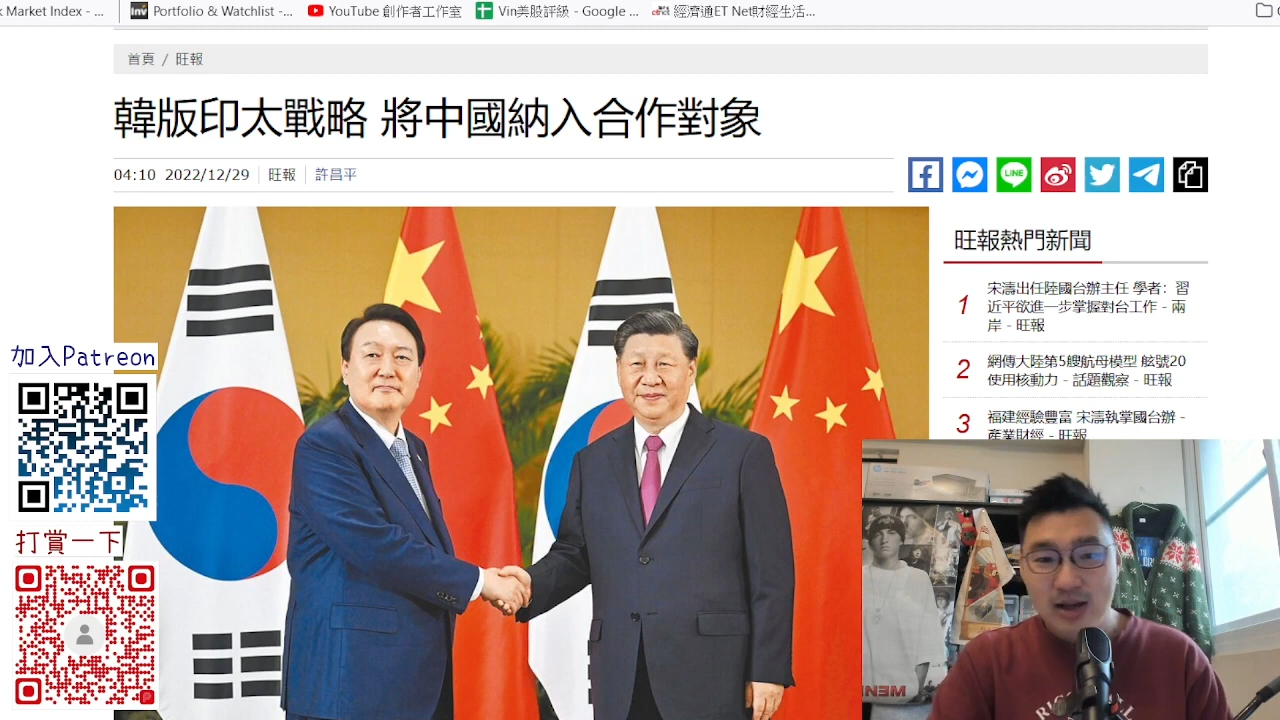 k Market Index - ...
Portfolio & Watchlist -...
YouTube 創作者工作室
Vin美股評級 - Google ...
經濟通ET Net財經生活...
首頁 / 旺報
韓版印太戰略 將中國納入合作對象
04:10 2022/12/29 旺報 許昌平
LINE
旺報熱門新聞
1
宋濤出任陸國台辦主任 學者：習
近平欲進一步掌握對台工作 - 兩
岸 - 旺報
2
網傳大陸第5艘航母模型 舷號20
使用核動力 - 話題觀察 - 旺報
3
福建經驗豐富 宋濤執掌國台辦 -
產業財經 - 旺報
加入Patreon
打賞一下